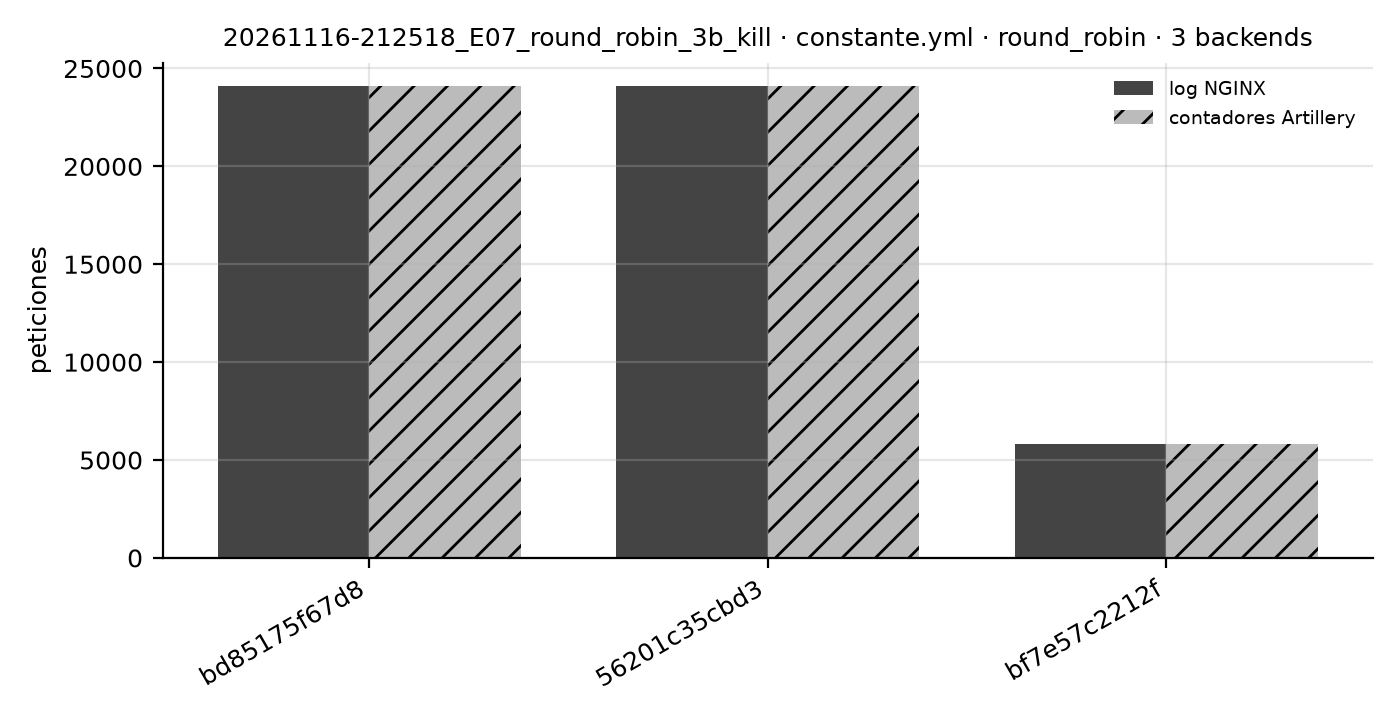 20261116-212518_E07_round_robin_3b_kill · constante.yml · round_robin · 3 backends
log NGINX
contadores Artillery
peticiones
25000
20000
15000
10000
5000
0
bd85175f67d8
56201c35cbd3
bf7e57c2212f